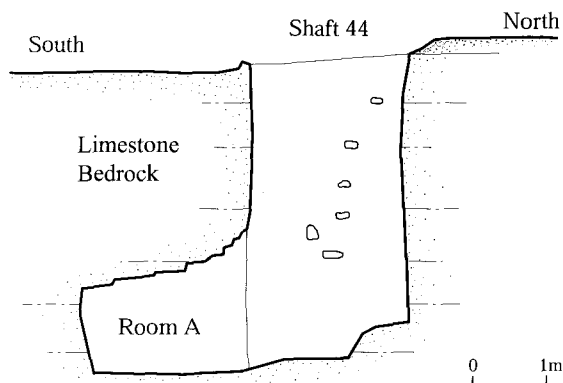 Shaft 44
South
North
Limestone
Bedrock
Room A
0 1m